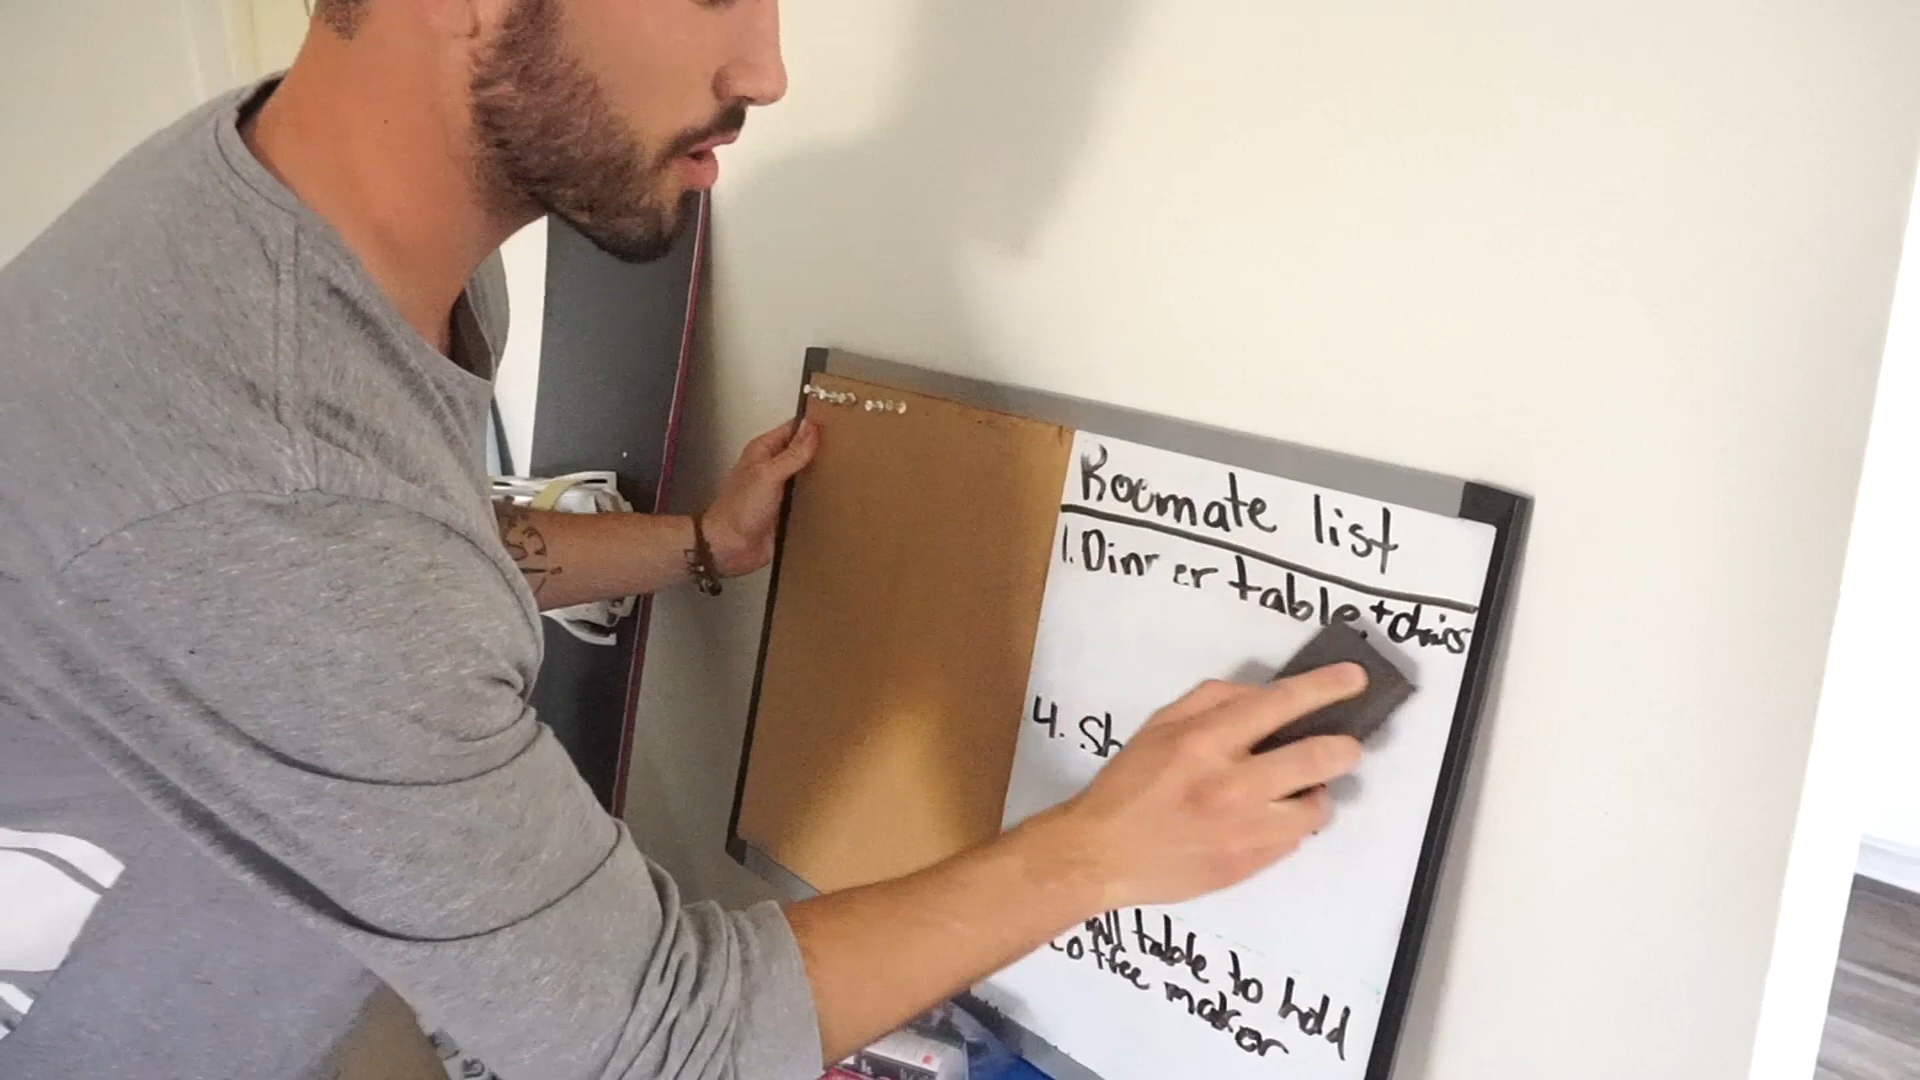 Roomate list
1. Dinner table + chairs
4. Sh
all table to hold
coffee maker